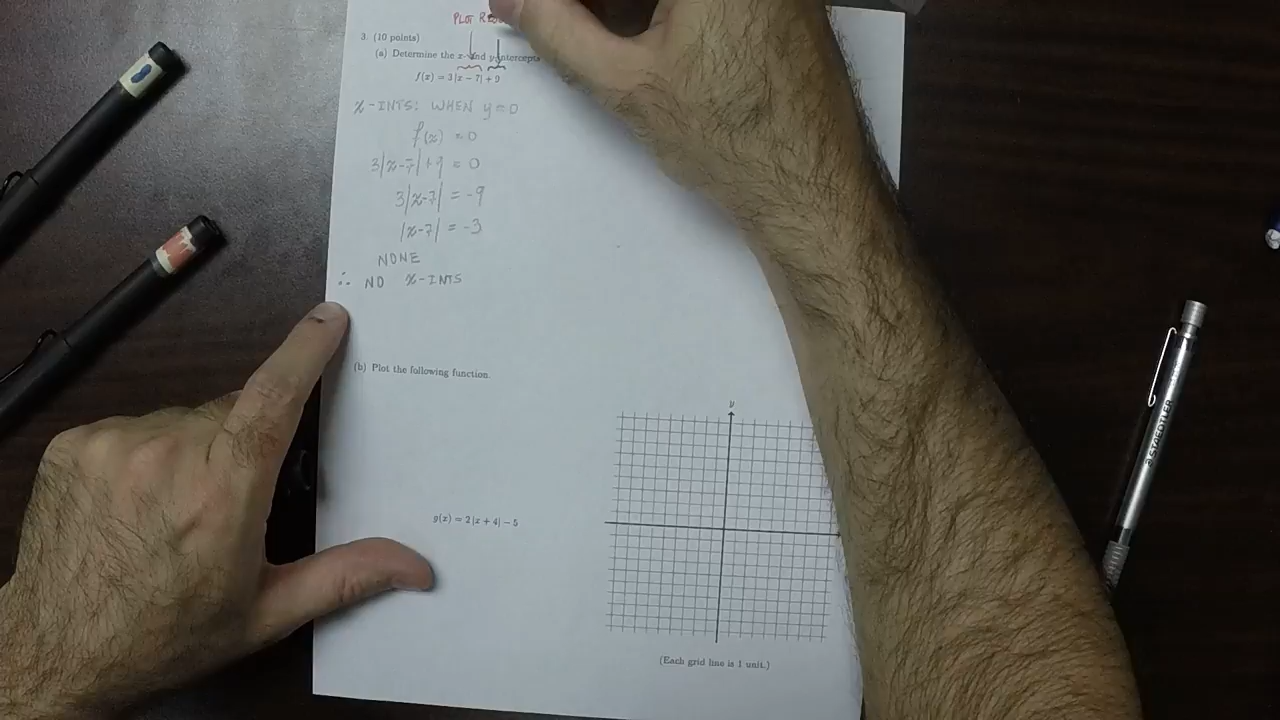 PLOT
3. (10 points)
(a) Determine the x- and y-intercepts
f(x) = 3|x − 7| + 9
x-INTS: WHEN y=0
f(x) = 0
3|x-7| + 9 = 0
3|x-7| = -9
|x-7| = -3
NONE
∴ NO x-INTS
(b) Plot the following function.
y
g(x) = 2|x + 4| − 5
(Each grid line is 1 unit.)
STAEDTLER